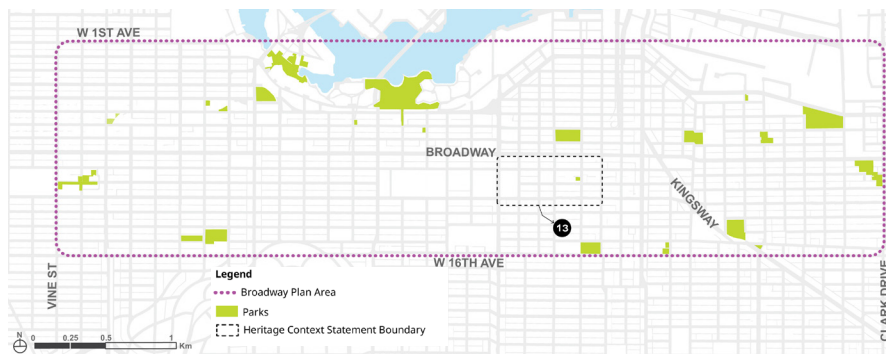 W 1ST AVE
BROADWAY
KINGSWAY
13
W 16TH AVE
VINE ST
CLARK DRIVE
Legend
Broadway Plan Area
Parks
Heritage Context Statement Boundary
N
0 0.25 0.5 1
Km